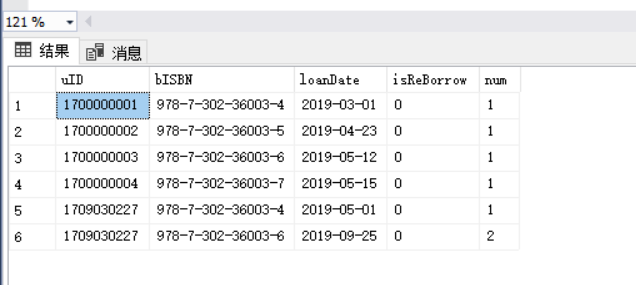 121 %
结果 消息
uID bISBN loanDate isReBorrow num
1 1700000001 978-7-302-36003-4 2019-03-01 0 1
2 1700000002 978-7-302-36003-5 2019-04-23 0 1
3 1700000003 978-7-302-36003-6 2019-05-12 0 1
4 1700000004 978-7-302-36003-7 2019-05-15 0 1
5 1709030227 978-7-302-36003-4 2019-05-01 0 1
6 1709030227 978-7-302-36003-6 2019-09-25 0 2